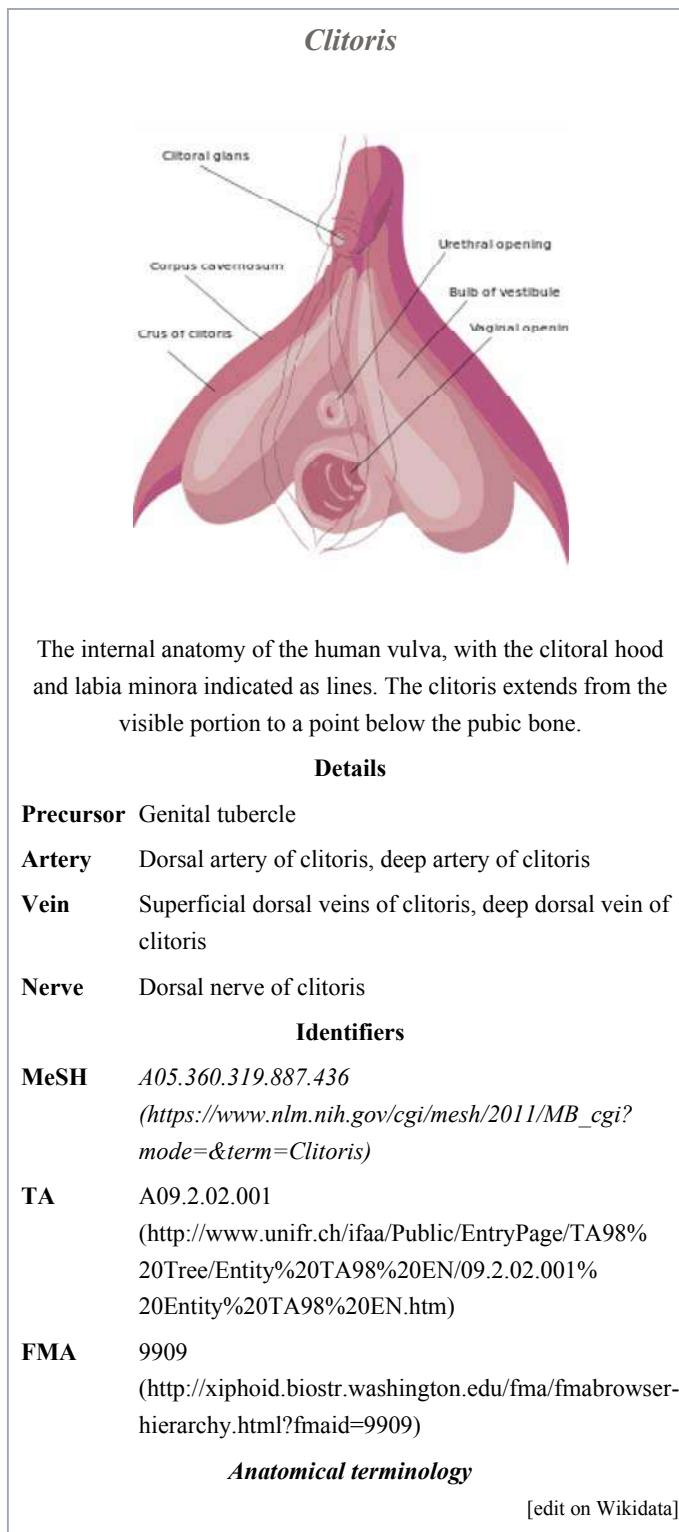 Clitoris
Clitoral glans
Urethral opening
Corpus cavernosum
Bulb of vestibule
Crus of clitoris
Vaginal openin
The internal anatomy of the human vulva, with the clitoral hood
and labia minora indicated as lines. The clitoris extends from the
visible portion to a point below the pubic bone.
Details
Precursor Genital tubercle
Artery Dorsal artery of clitoris, deep artery of clitoris
Vein Superficial dorsal veins of clitoris, deep dorsal vein of
clitoris
Nerve Dorsal nerve of clitoris
Identifiers
MeSH A05.360.319.887.436
(https://www.nlm.nih.gov/cgi/mesh/2011/MB_cgi?
mode=&term=Clitoris)
TA A09.2.02.001
(http://www.unifr.ch/ifaa/Public/EntryPage/TA98%
20Tree/Entity%20TA98%20EN/09.2.02.001%
20Entity%20TA98%20EN.htm)
FMA 9909
(http://xiphoid.biostr.washington.edu/fma/fmabrowser-
hierarchy.html?fmaid=9909)
Anatomical terminology
[edit on Wikidata]